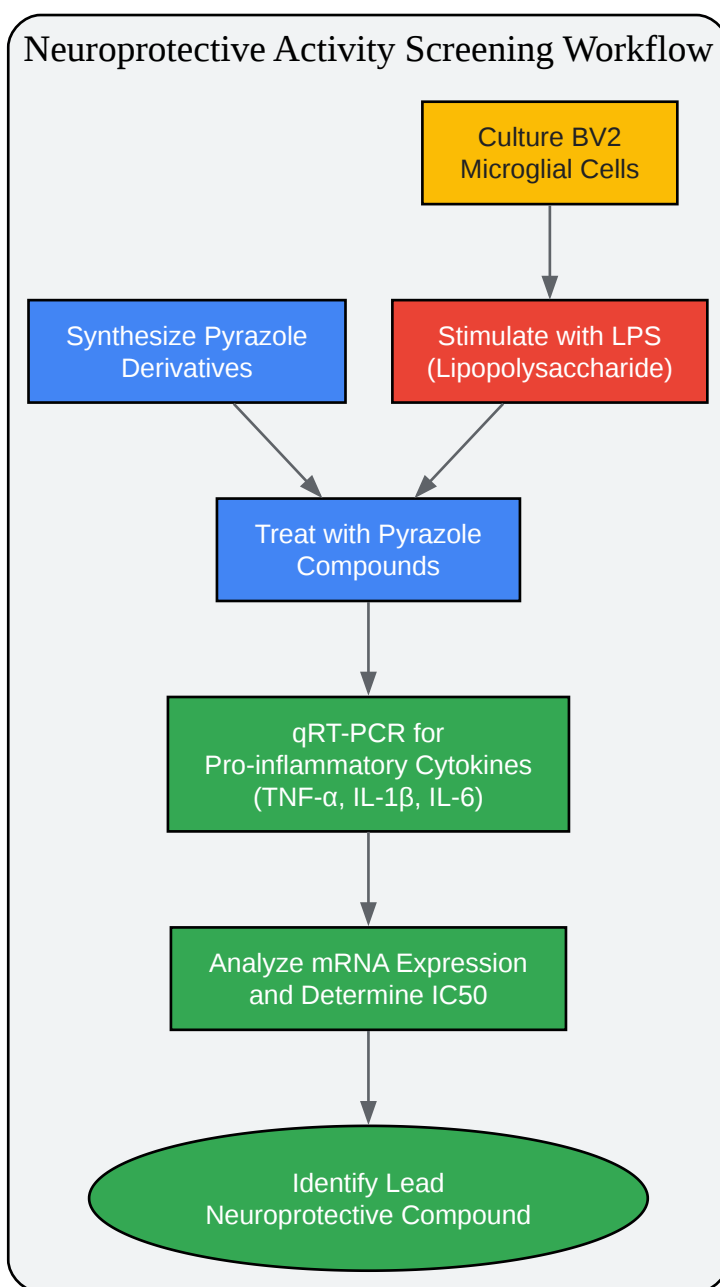 Neuroprotective Activity Screening Workflow
Culture BV2
Microglial Cells
Synthesize Pyrazole
Derivatives
Stimulate with LPS
(Lipopolysaccharide)
Treat with Pyrazole
Compounds
qRT-PCR for
Pro-inflammatory Cytokines
(TNF-α, IL-1β, IL-6)
Analyze mRNA Expression
and Determine IC50
Identify Lead
Neuroprotective Compound